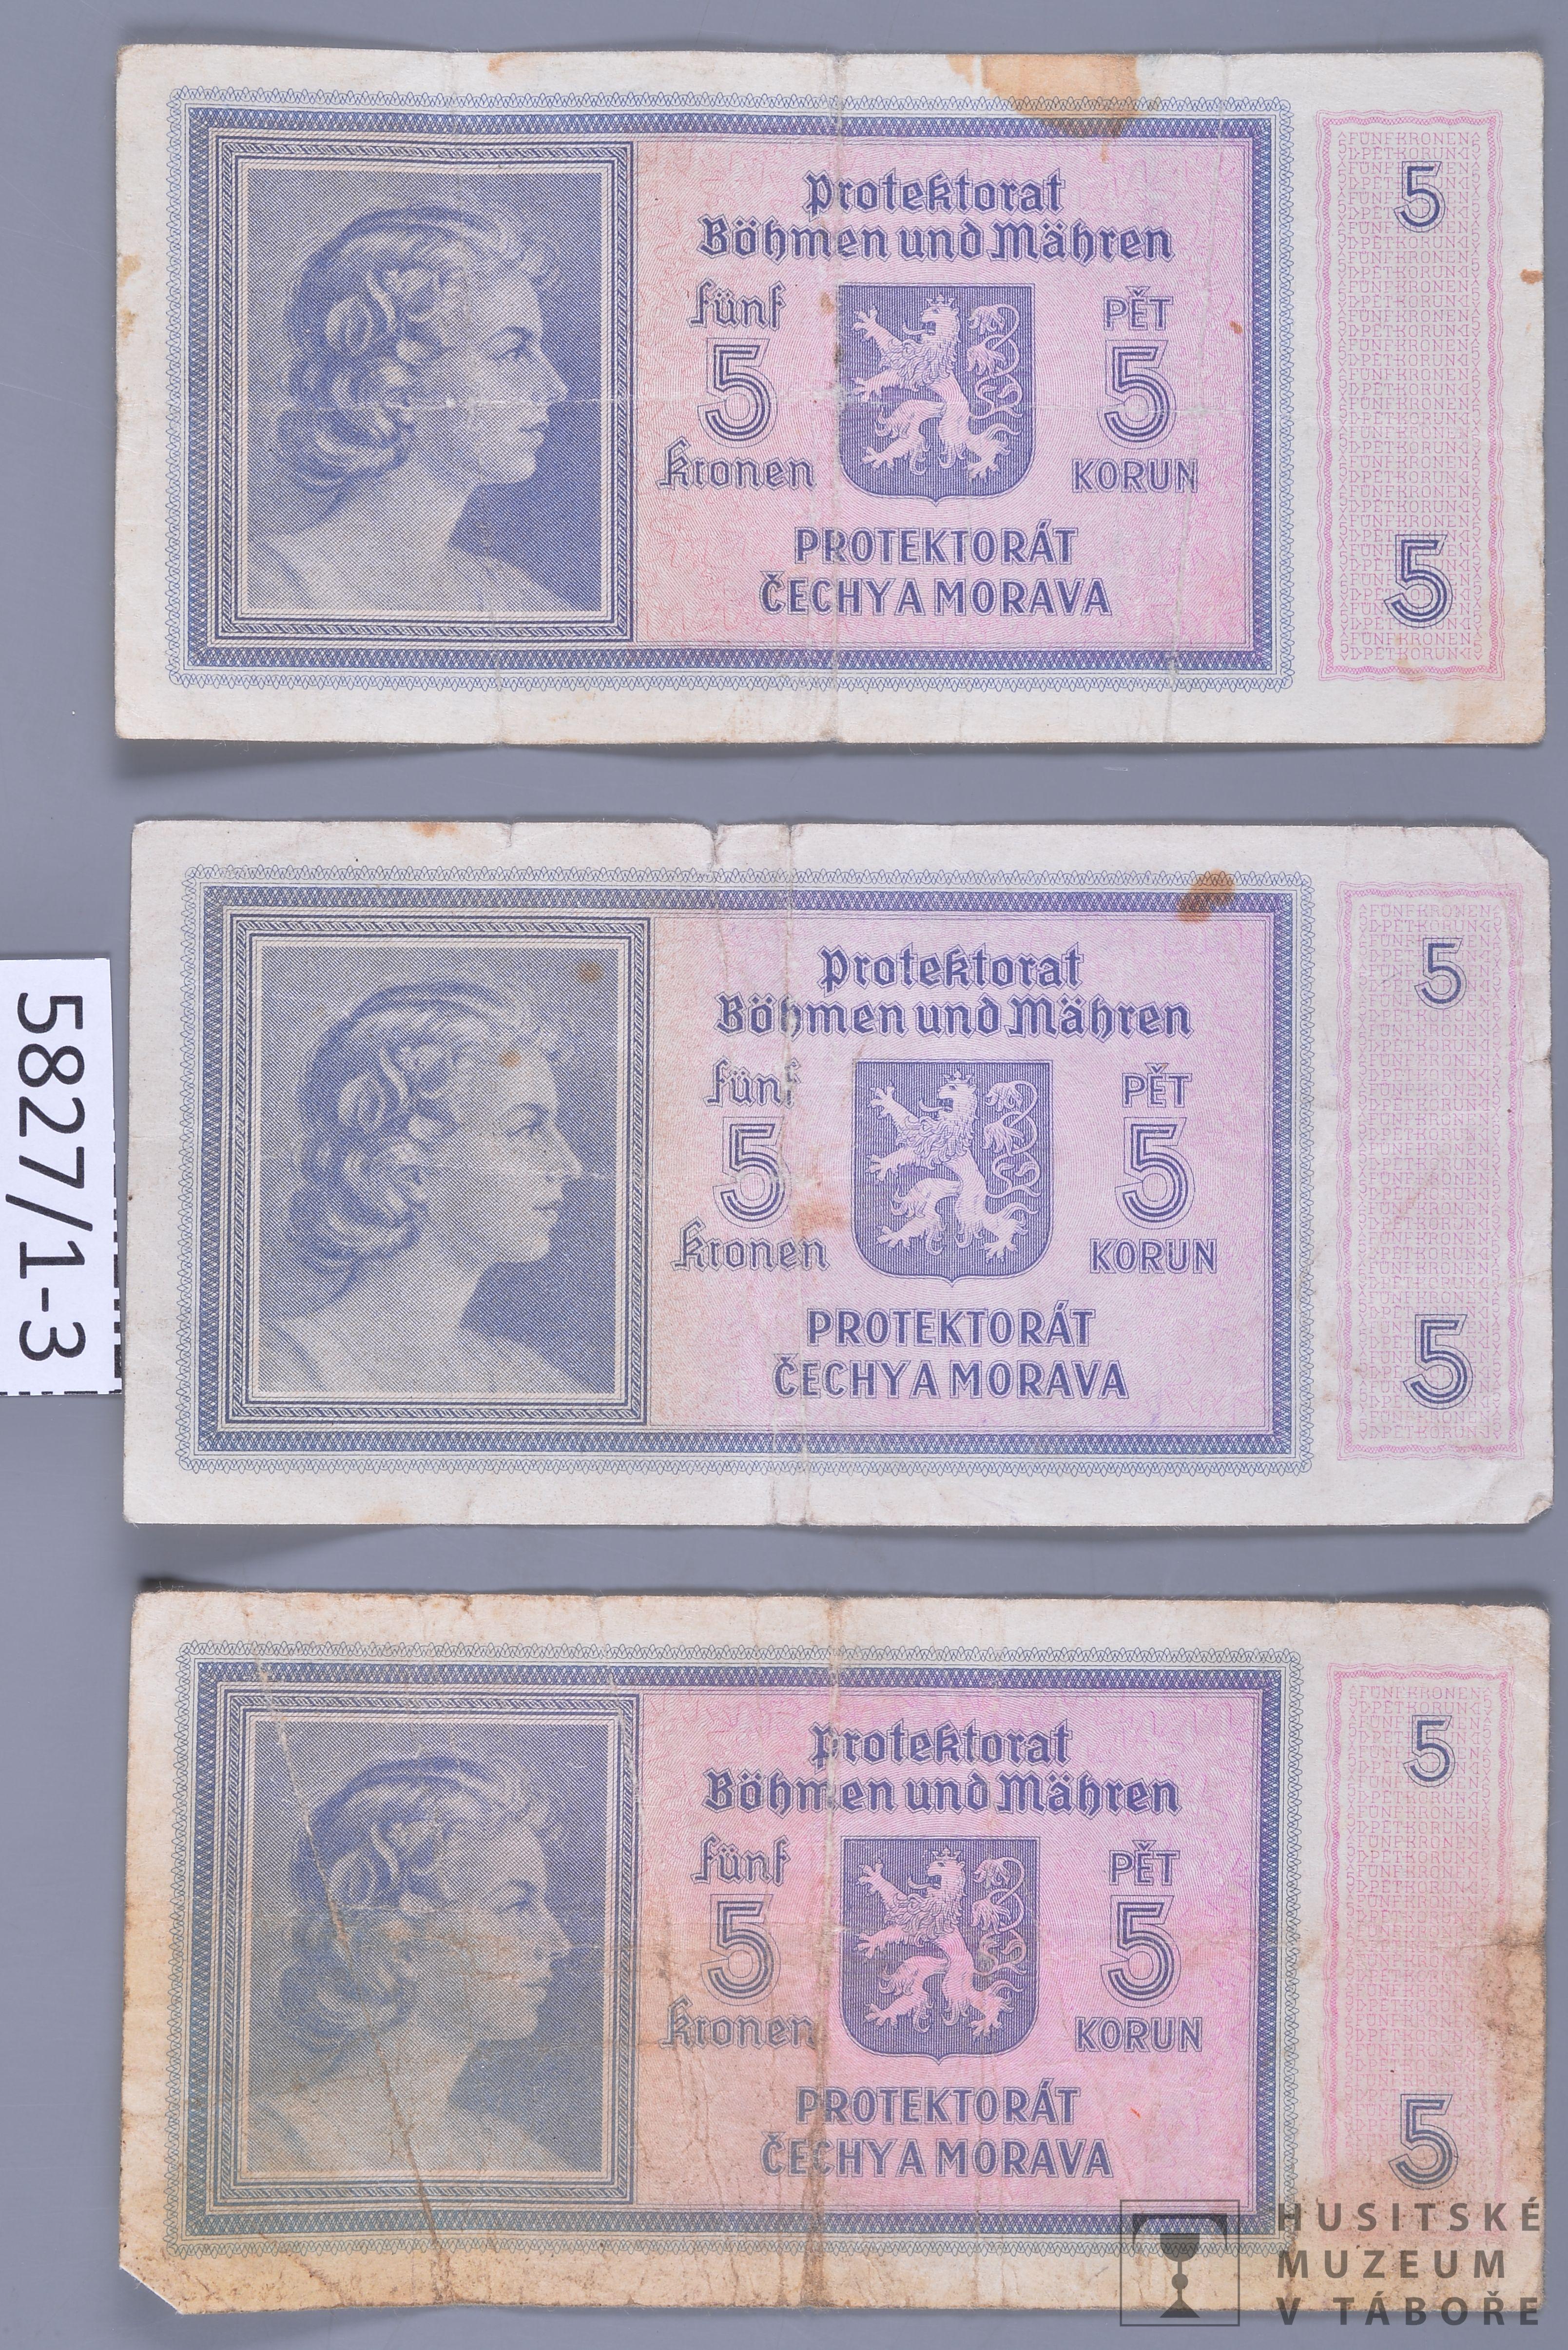 Protektorat
Böhmen und Mähren
fünf
5
kronen
PĚT
5
KORUN
PROTEKTORÁT
ČECHY A MORAVA
5
5
Protektorat
Böhmen und Mähren
fünf
5
kronen
PĚT
5
KORUN
PROTEKTORÁT
ČECHY A MORAVA
5
5
5827/1-3
Protektorat
Böhmen und Mähren
fünf
5
kronen
PĚT
5
KORUN
PROTEKTORÁT
ČECHY A MORAVA
5
5
HUSITSKÉ
MUZEUM
V TÁBOŘE